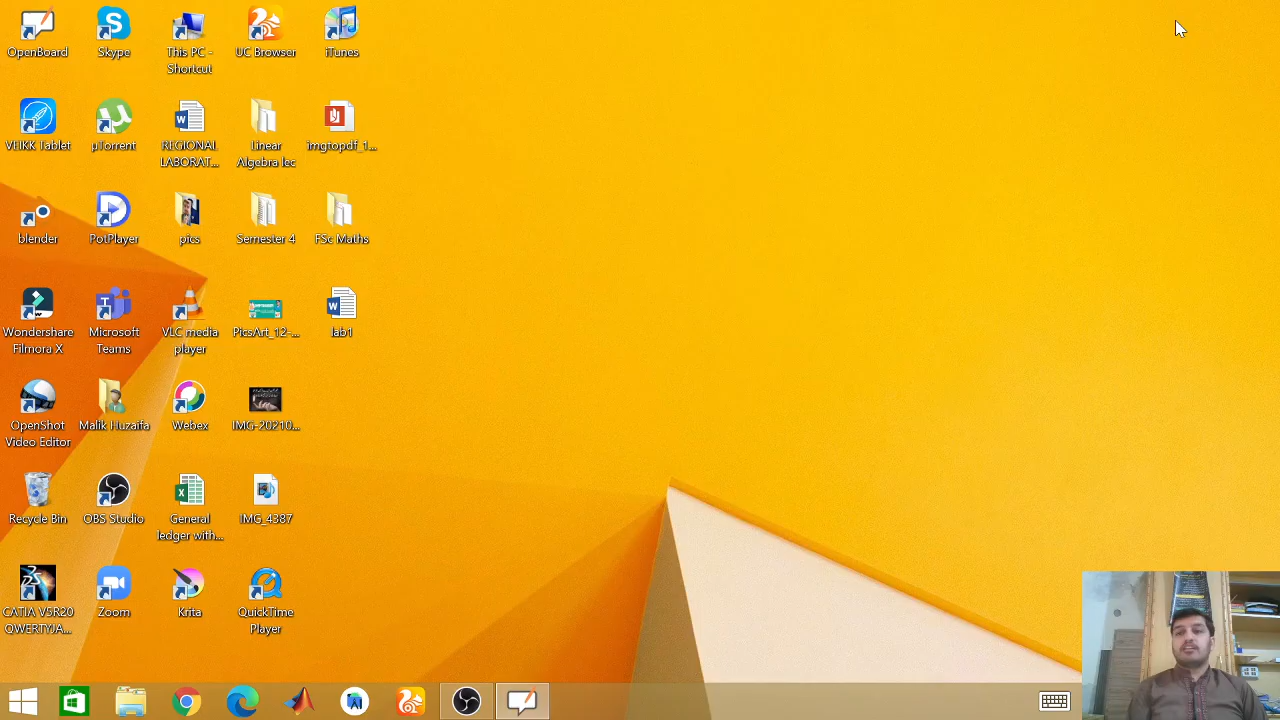 OpenBoard
Skype
This PC -
Shortcut
UC Browser
iTunes
VEIKK Tablet
µTorrent
REGIONAL
LABORAT...
Linear
Algebra lec
imgtopdf_1...
blender
PotPlayer
pics
Semester 4
FSc Maths
Wondershare
Filmora X
Microsoft
Teams
VLC media
player
PicsArt_12-...
lab1
OpenShot
Video Editor
Malik Huzaifa
Webex
IMG-20210...
Recycle Bin
OBS Studio
General
ledger with...
IMG_4387
CATIA V5R20
QWERTYJA...
Zoom
Krita
QuickTime
Player